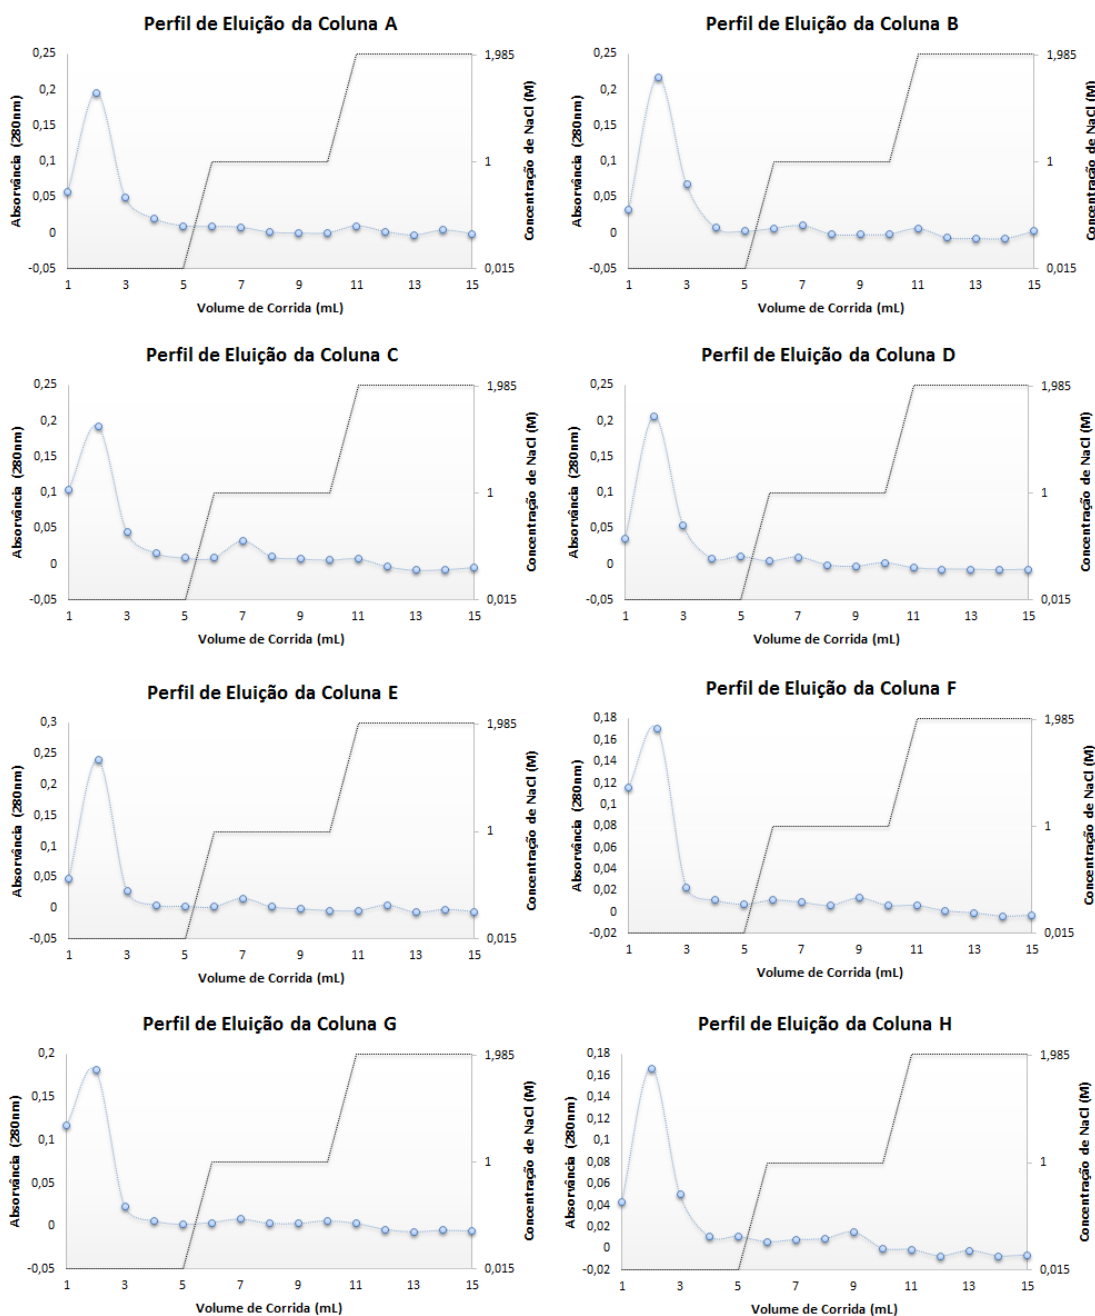 Perfil de Eluição da Coluna A
0,25
0,2
0,15
0,1
0,05
0
-0,05
Absorvância (280nm)
1 3 5 7 9 11 13 15
Volume de Corrida (mL)
1,985
1
0,015
Concentração de NaCl (M)
Perfil de Eluição da Coluna B
0,25
0,2
0,15
0,1
0,05
0
-0,05
Absorvância (280nm)
1 3 5 7 9 11 13 15
Volume de Corrida (mL)
1,985
1
0,015
Concentração de NaCl (M)
Perfil de Eluição da Coluna C
0,25
0,2
0,15
0,1
0,05
0
-0,05
Absorvância (280nm)
1 3 5 7 9 11 13 15
Volume de Corrida (mL)
1,985
1
0,015
Concentração de NaCl (M)
Perfil de Eluição da Coluna D
0,25
0,2
0,15
0,1
0,05
0
-0,05
Absorvância (280nm)
1 3 5 7 9 11 13 15
Volume de Corrida (mL)
1,985
1
0,015
Concentração de NaCl (M)
Perfil de Eluição da Coluna E
0,3
0,25
0,2
0,15
0,1
0,05
0
-0,05
Absorvância (280nm)
1 3 5 7 9 11 13 15
Volume de Corrida (mL)
1,985
1
0,015
Concentração de NaCl (M)
Perfil de Eluição da Coluna F
0,18
0,16
0,14
0,12
0,1
0,08
0,06
0,04
0,02
0
-0,02
Absorvância (280nm)
1 3 5 7 9 11 13 15
Volume de Corrida (mL)
1,985
1
0,015
Concentração de NaCl (M)
Perfil de Eluição da Coluna G
0,2
0,15
0,1
0,05
0
-0,05
Absorvância (280nm)
1 3 5 7 9 11 13 15
Volume de Corrida (mL)
1,985
1
0,015
Concentração de NaCl (M)
Perfil de Eluição da Coluna H
0,18
0,16
0,14
0,12
0,1
0,08
0,06
0,04
0,02
0
-0,02
Absorvância (280nm)
1 3 5 7 9 11 13 15
Volume de Corrida (mL)
1,985
1
0,015
Concentração de NaCl (M)